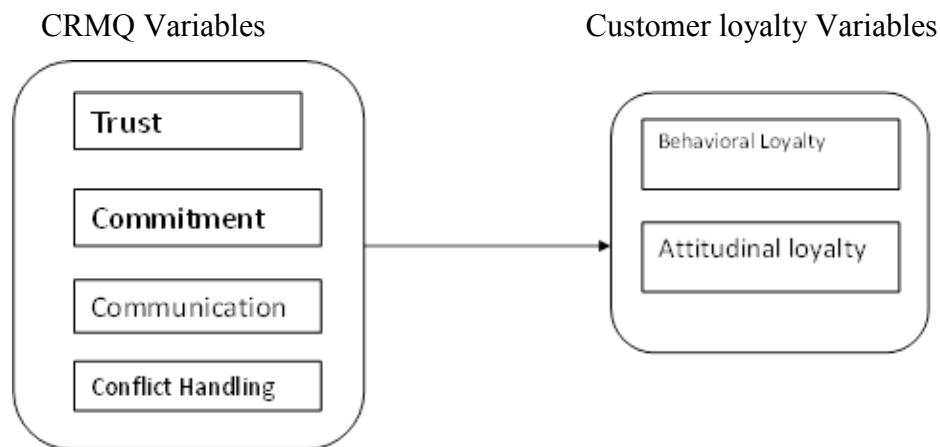 CRMQ Variables
Customer loyalty Variables
Trust
Commitment
Communication
Conflict Handling
Behavioral Loyalty
Attitudinal loyalty